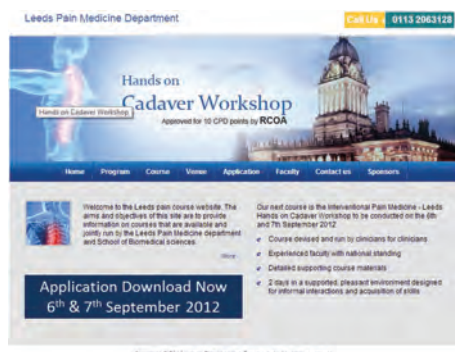 Leeds Pain Medicine Department
Call Us 0113 2063128
Hands on
Cadaver Workshop
Hands on Cadaver Workshop
Approved for 10 CPD points by RCOA
Home Program Course Venue Application Faculty Contact us Sponsors
Welcome to the Leeds pain course website. The
aims and objectives of this site are to provide
information on courses that are available and
jointly run by the Leeds Pain Medicine department
and School of Biomedical sciences.
More
Application Download Now
6th & 7th September 2012
Our next course is the Interventional Pain Medicine - Leeds
Hands on Cadaver Workshop to be conducted on the 6th
and 7th September 2012
Course devised and run by clinicians for clinicians
Experienced faculty with national standing
Detailed supporting course materials
2 days in a supported, pleasant environment designed
for informal interactions and acquisition of skills